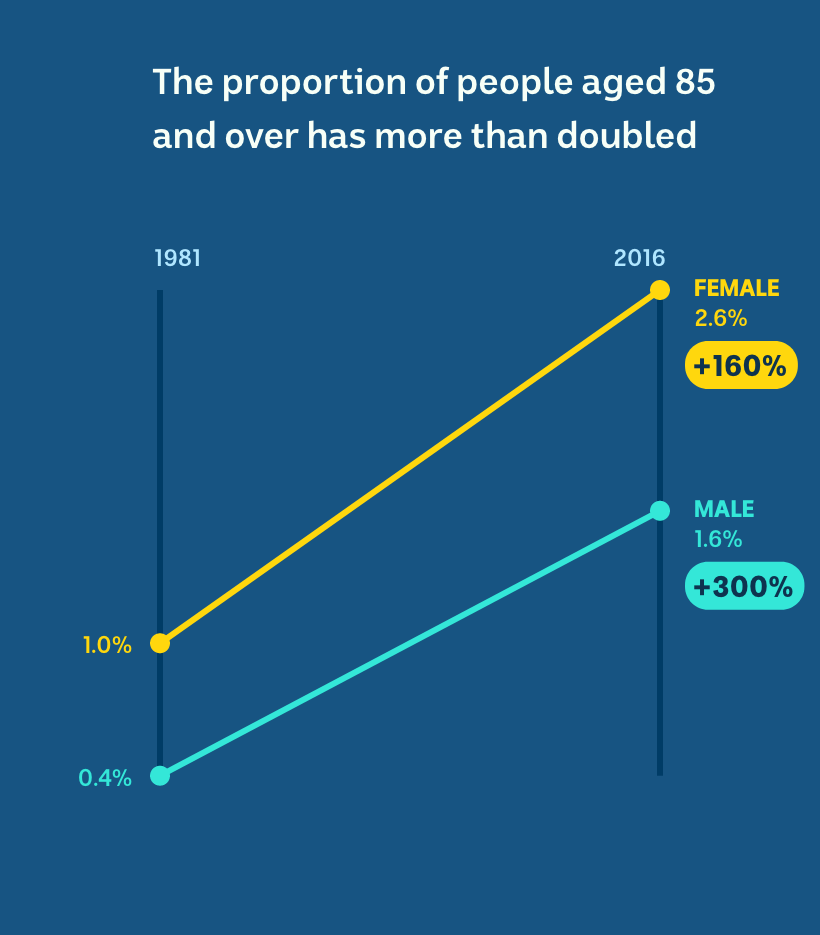 The proportion of people aged 85
and over has more than doubled
1981
2016
FEMALE
2.6%
+160%
MALE
1.6%
+300%
1.0%
0.4%